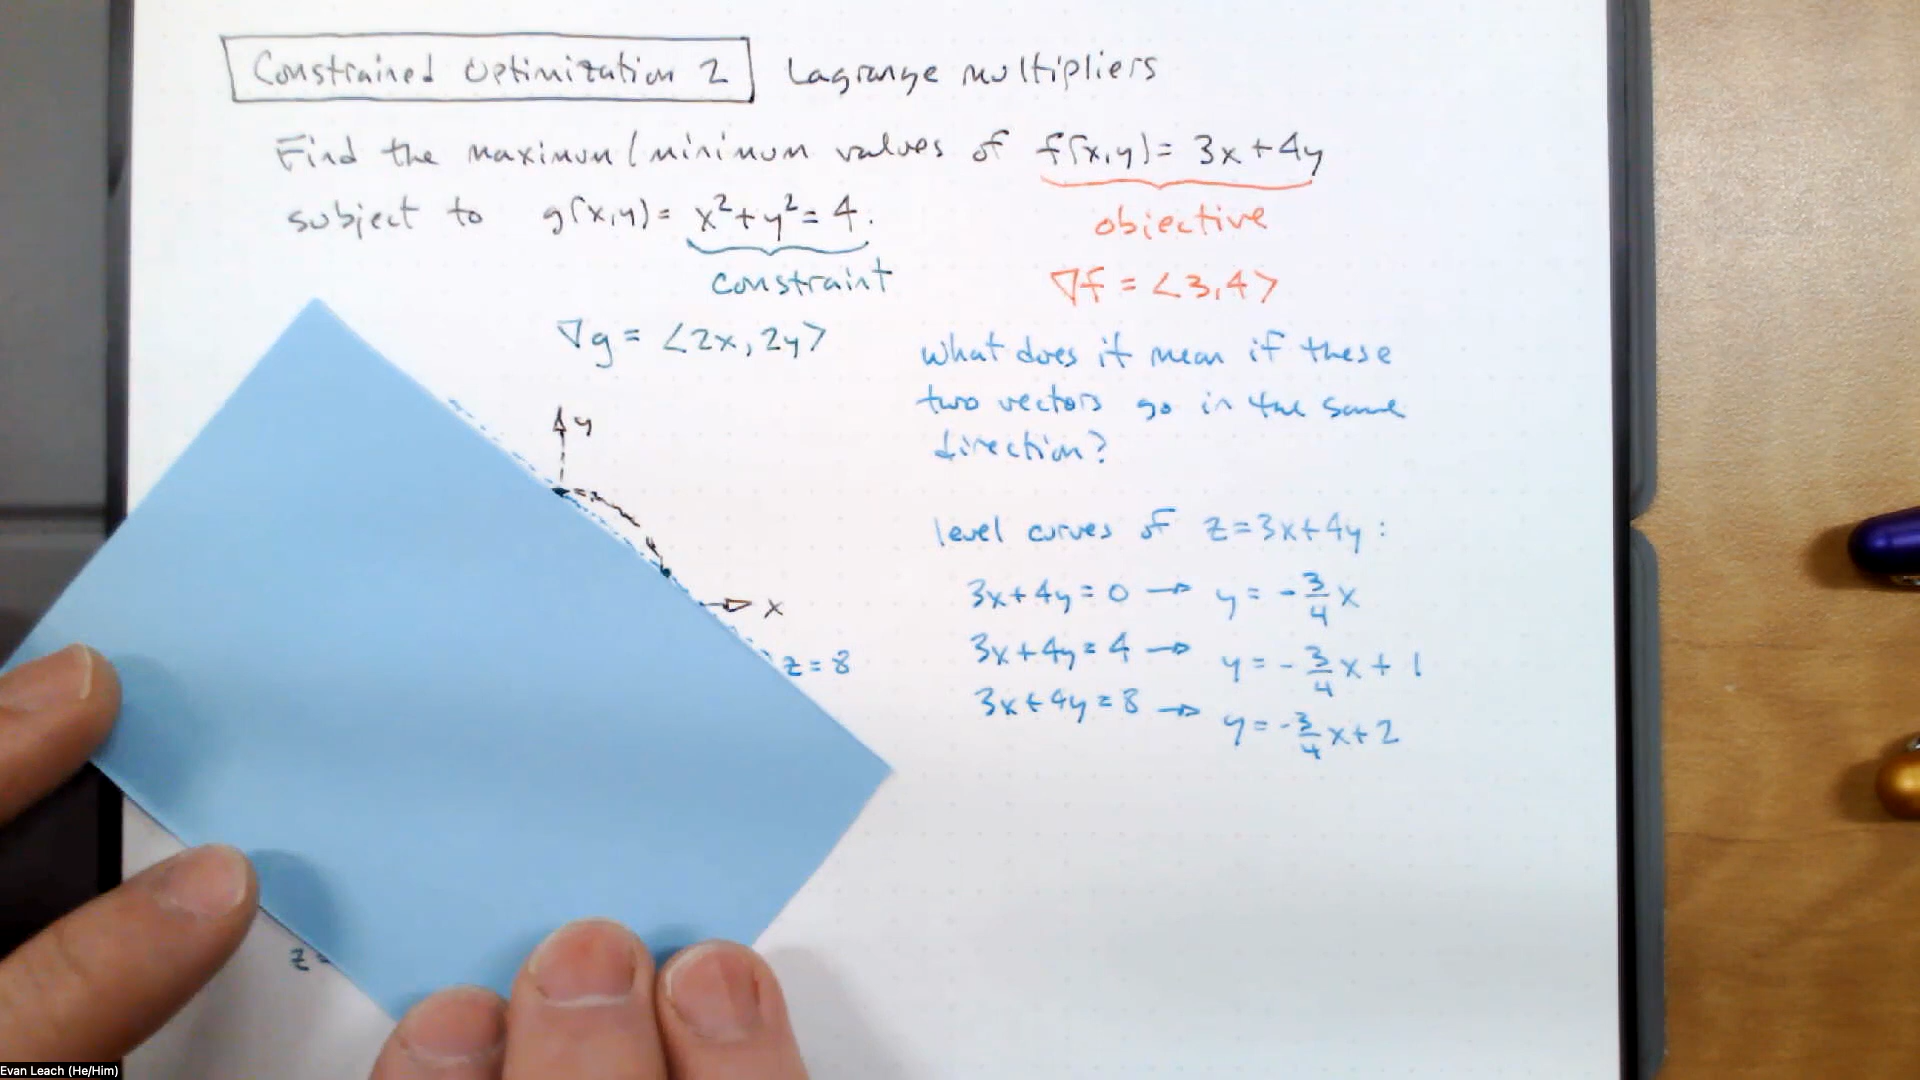 Constrained Optimization 2 Lagrange multipliers
Find the maximum/minimum values of f(x,y) = 3x+4y
subject to g(x,y) = x²+y² = 4.
objective
constraint
∇f = <3,4>
∇g = <2x, 2y>
what does it mean if these
two vectors go in the same
direction?
y
level curves of z=3x+4y:
3x+4y=0 → y = -3/4 x
x
3x+4y=4 → y = -3/4 x + 1
z=8
3x+4y=8 → y = -3/4 x + 2
z=
Evan Leach (He/Him)